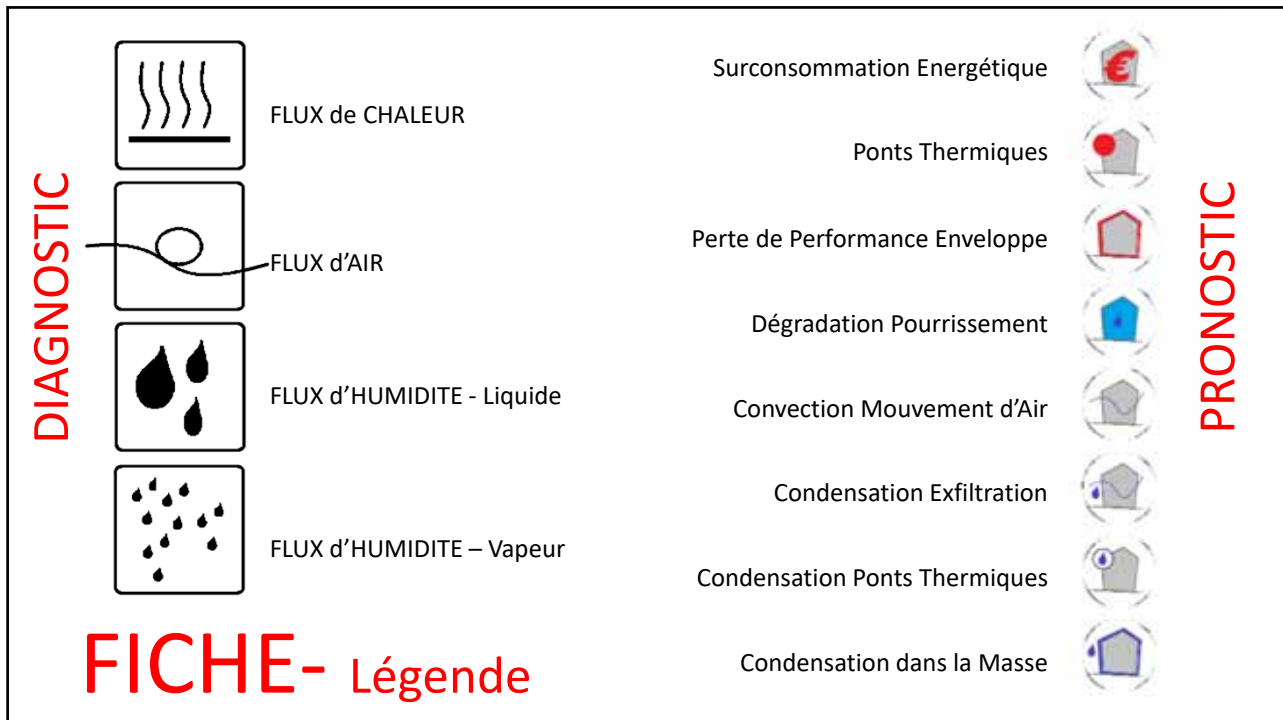 DIAGNOSTIC
FLUX de CHALEUR
FLUX d'AIR
FLUX d'HUMIDITE - Liquide
FLUX d'HUMIDITE – Vapeur
FICHE- Légende
Surconsommation Energétique
€
Ponts Thermiques
Perte de Performance Enveloppe
Dégradation Pourrissement
Convection Mouvement d'Air
Condensation Exfiltration
Condensation Ponts Thermiques
Condensation dans la Masse
PRONOSTIC